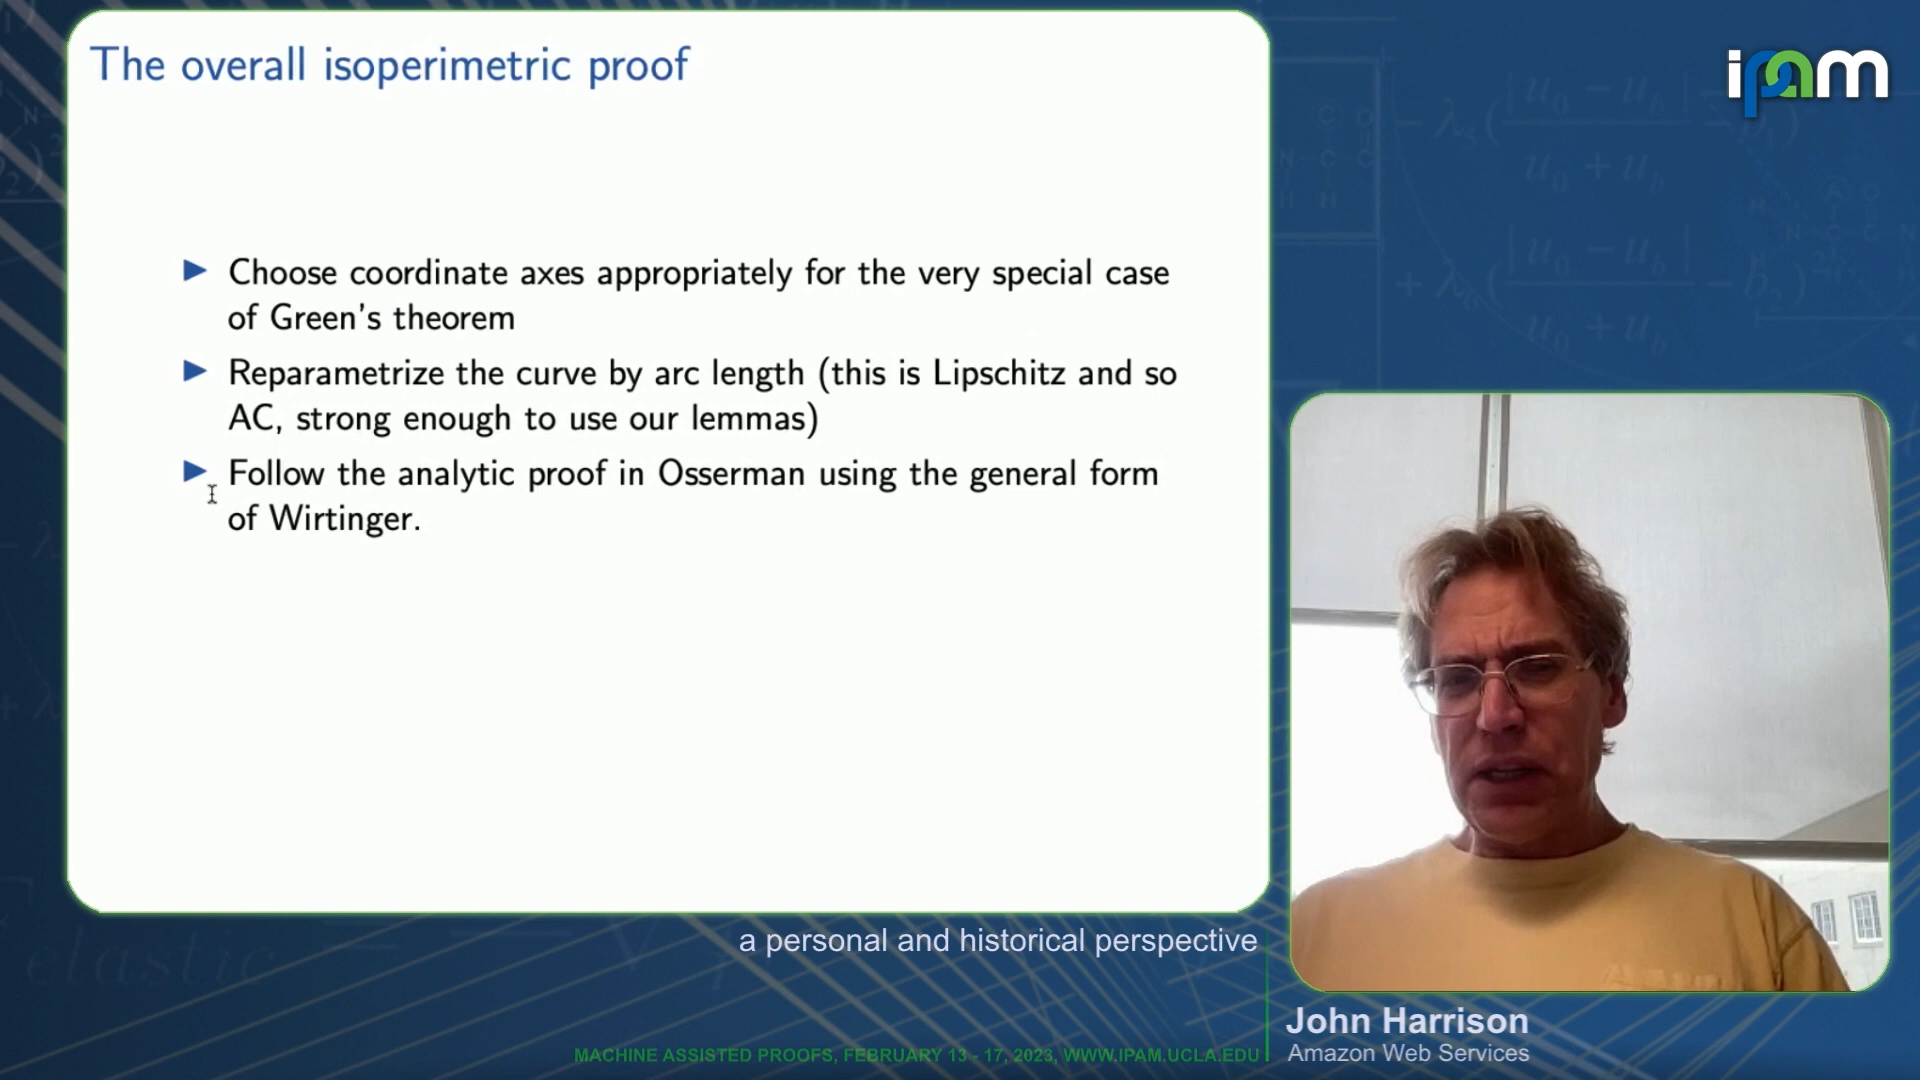 The overall isoperimetric proof
ipam
Choose coordinate axes appropriately for the very special case
of Green's theorem
Reparametrize the curve by arc length (this is Lipschitz and so
AC, strong enough to use our lemmas)
Follow the analytic proof in Osserman using the general form
of Wirtinger.
a personal and historical perspective
John Harrison
Amazon Web Services
MACHINE ASSISTED PROOFS, FEBRUARY 13 - 17, 2023, WWW.IPAM.UCLA.EDU
elastic